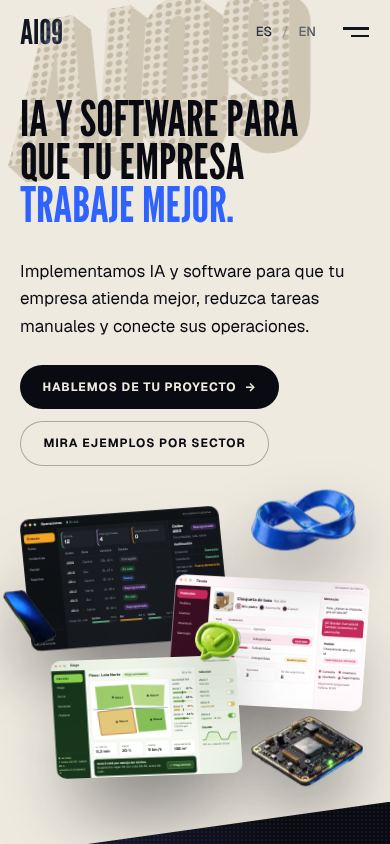 AI09
ES / EN
IA Y SOFTWARE PARA
QUE TU EMPRESA
TRABAJE MEJOR.
Implementamos IA y software para que tu
empresa atienda mejor, reduzca tareas
manuales y conecte sus operaciones.
HABLEMOS DE TU PROYECTO →
MIRA EJEMPLOS POR SECTOR